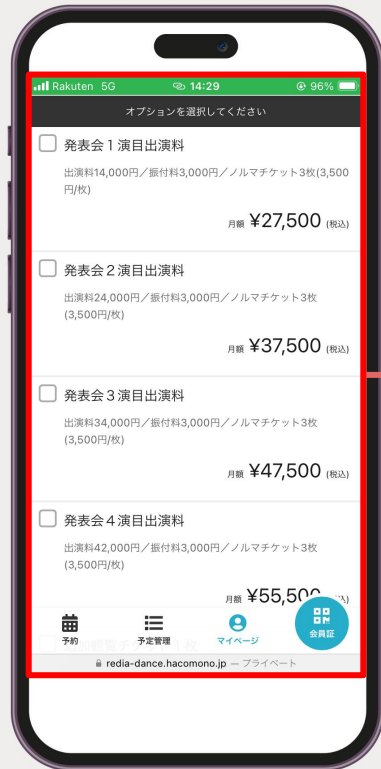 Rakuten 5G 14:29 96%
オプションを選択してください
発表会1演目出演料
出演料14,000円／振付料3,000円／ノルマチケット3枚(3,500
円/枚)
月額 ¥27,500 (税込)
発表会2演目出演料
出演料24,000円／振付料3,000円／ノルマチケット3枚
(3,500円/枚)
月額 ¥37,500 (税込)
発表会3演目出演料
出演料34,000円／振付料3,000円／ノルマチケット3枚
(3,500円/枚)
月額 ¥47,500 (税込)
発表会4演目出演料
出演料42,000円／振付料3,000円／ノルマチケット3枚
(3,500円/枚)
月額 ¥55,500
予約 予定管理 マイページ 会員証
redia-dance.hacomono.jp — プライベート